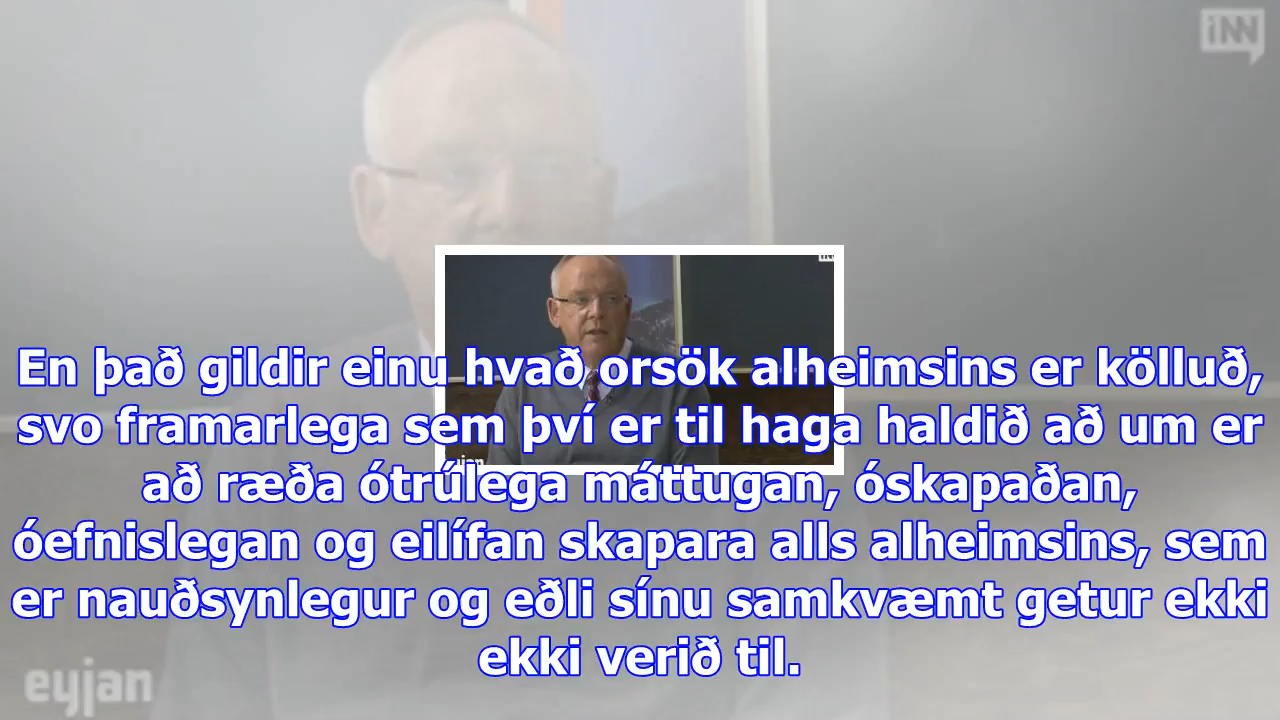 iNN
En það gildir einu hvað orsök alheimsins er kölluð,
svo framarlega sem því er til haga haldið að um er
að ræða ótrúlega máttugan, óskapaðan,
óefnislegan og eilífan skapara alls alheimsins, sem
er nauðsynlegur og eðli sínu samkvæmt getur ekki
ekki verið til.
eyjan